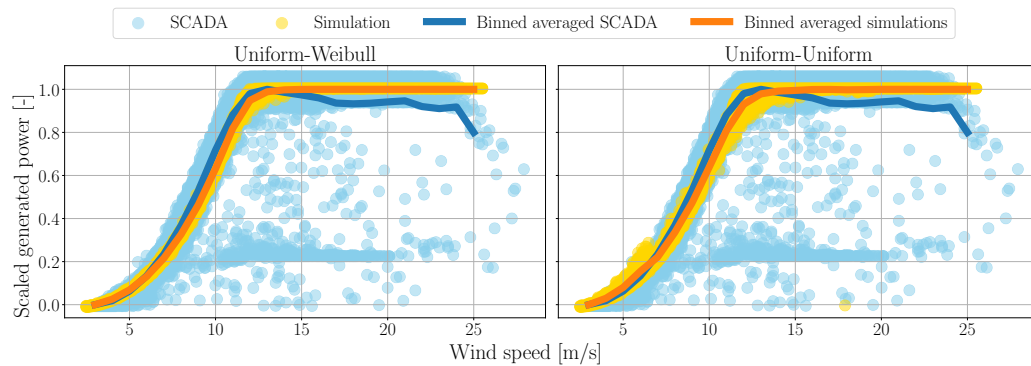 SCADA Simulation Binned averaged SCADA Binned averaged simulations
Uniform-Weibull Uniform-Uniform
Scaled generated power [-]
1.0
0.8
0.6
0.4
0.2
0.0
5 10 15 20 25 5 10 15 20 25
Wind speed [m/s]